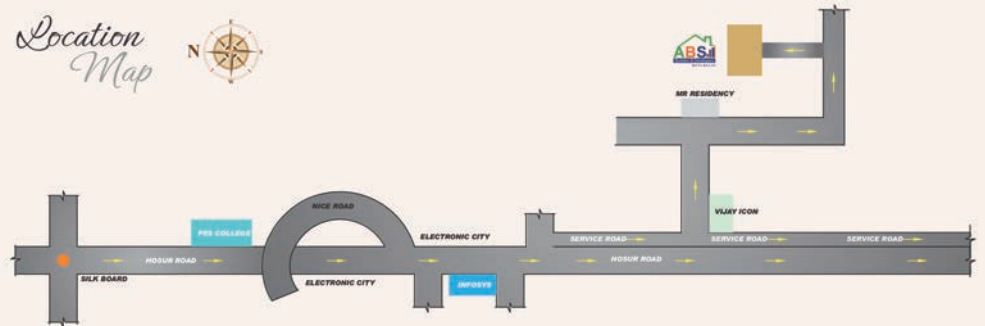 Location
Map
N
ABS
MR RESIDENCY
NICE ROAD
PES COLLEGE
VIJAY ICON
ELECTRONIC CITY
SERVICE ROAD
SERVICE ROAD
SERVICE ROAD
HOSUR ROAD
HOSUR ROAD
SILK BOARD
ELECTRONIC CITY
INFOSYS